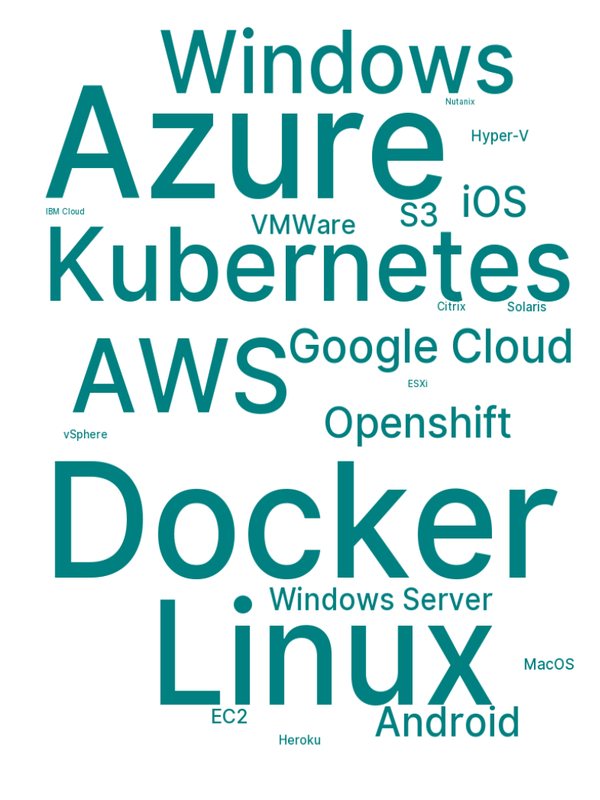 Windows
Nutanix
Azure
Hyper-V
iOS
IBM Cloud
S3
VMWare
Kubernetes
Citrix
Solaris
AWS
Google Cloud
ESXi
Openshift
vSphere
Docker
Windows Server
Linux
MacOS
EC2
Android
Heroku